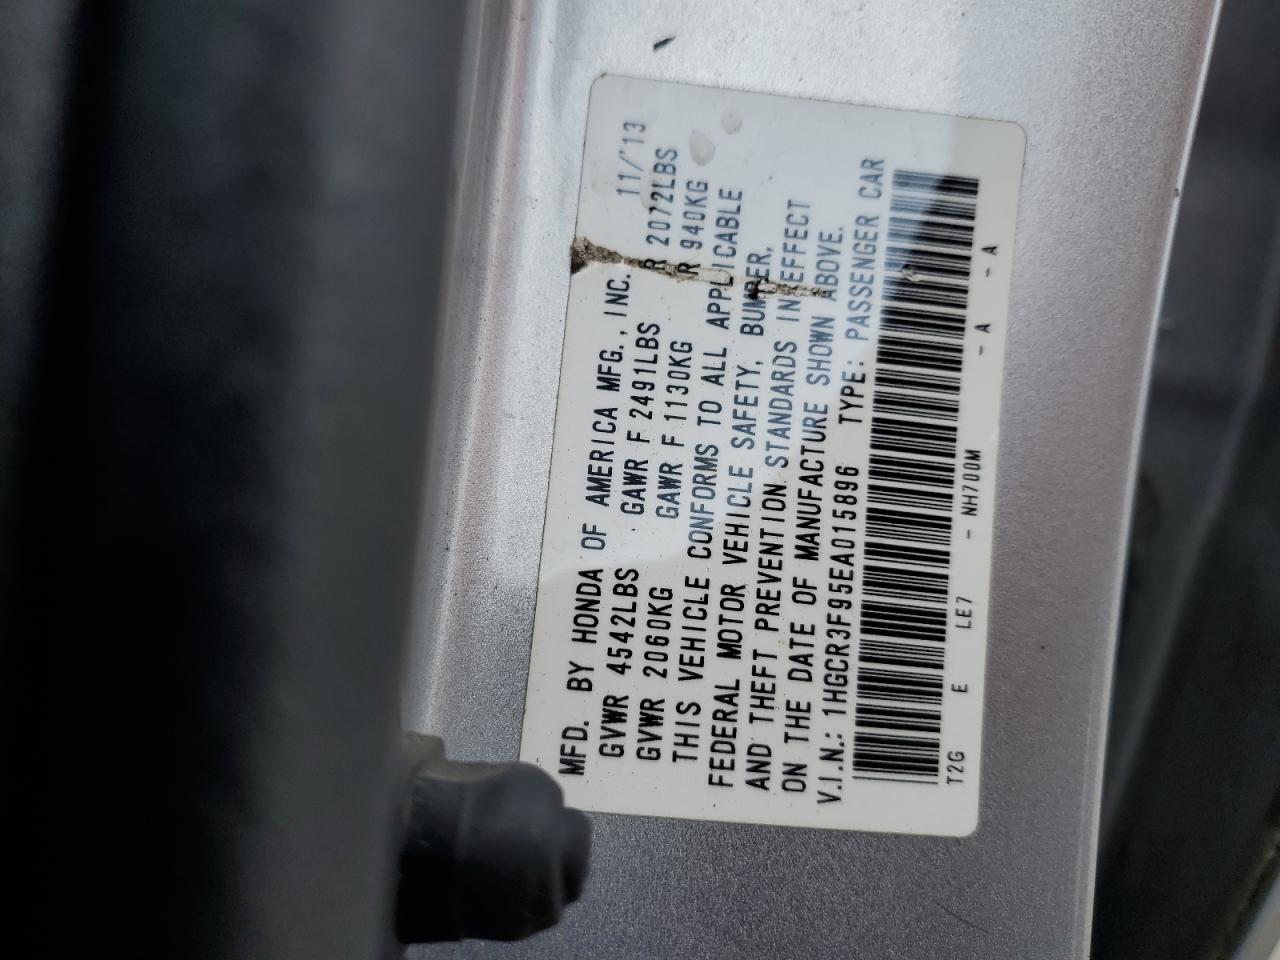 MFD. BY HONDA OF AMERICA MFG., INC. 11/'13
GVWR 4542LBS GAWR F 2491LBS R 2072LBS
GVWR 2060KG GAWR F 1130KG R 940KG
THIS VEHICLE CONFORMS TO ALL APPLICABLE
FEDERAL MOTOR VEHICLE SAFETY, BUMPER,
AND THEFT PREVENTION STANDARDS IN EFFECT
ON THE DATE OF MANUFACTURE SHOWN ABOVE.
V.I.N.: 1HGCR3F95EA015896 TYPE: PASSENGER CAR
T2G E LE7 - NH700M - A - A